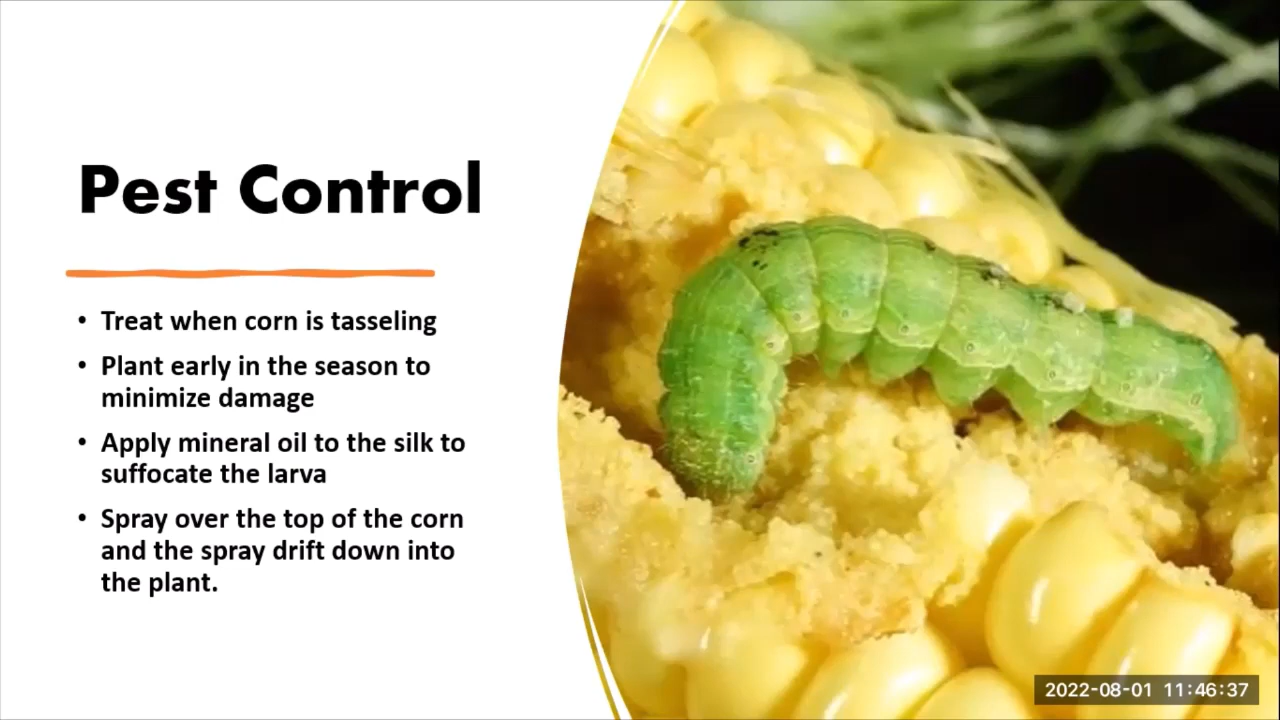 Pest Control
• Treat when corn is tasseling
• Plant early in the season to
minimize damage
• Apply mineral oil to the silk to
suffocate the larva
• Spray over the top of the corn
and the spray drift down into
the plant.
2022-08-01 11:46:37